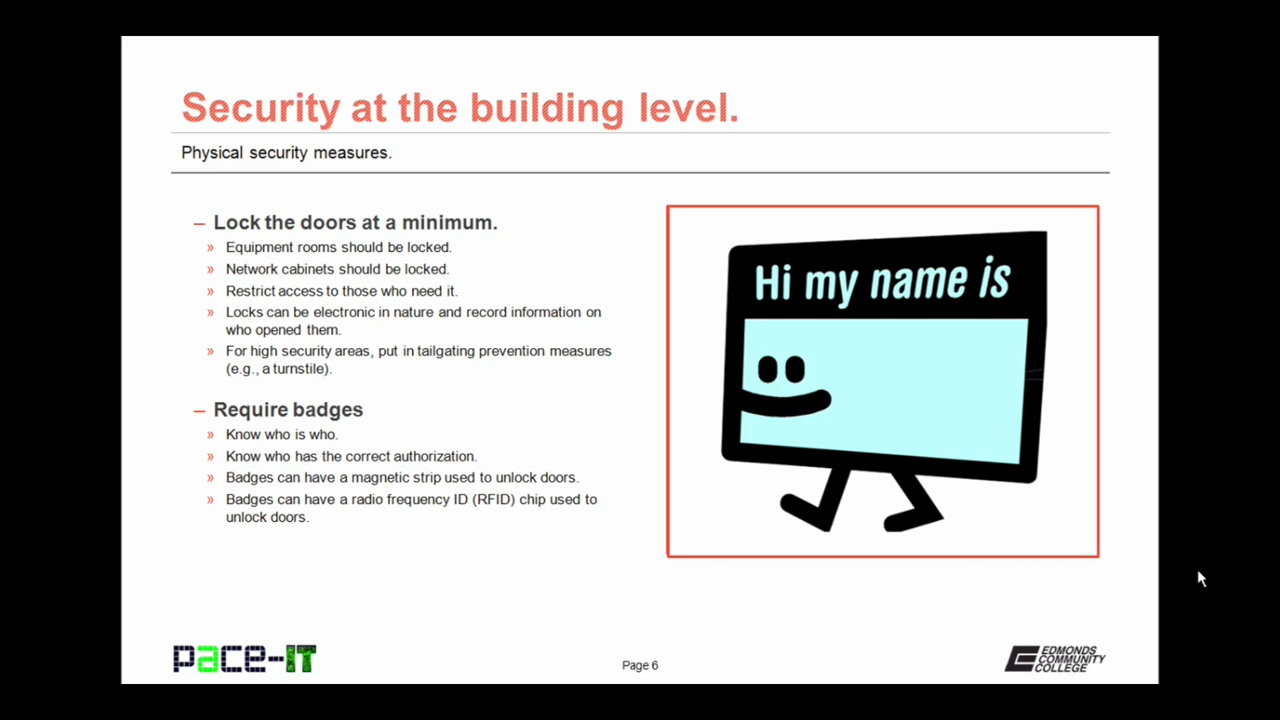 Security at the building level.
Physical security measures.
– Lock the doors at a minimum.
» Equipment rooms should be locked.
» Network cabinets should be locked.
» Restrict access to those who need it.
» Locks can be electronic in nature and record information on
who opened them.
» For high security areas, put in tailgating prevention measures
(e.g., a turnstile).
– Require badges
» Know who is who.
» Know who has the correct authorization.
» Badges can have a magnetic strip used to unlock doors.
» Badges can have a radio frequency ID (RFID) chip used to
unlock doors.
Hi my name is
pace-IT
Page 6
EDMONDS
COMMUNITY
COLLEGE